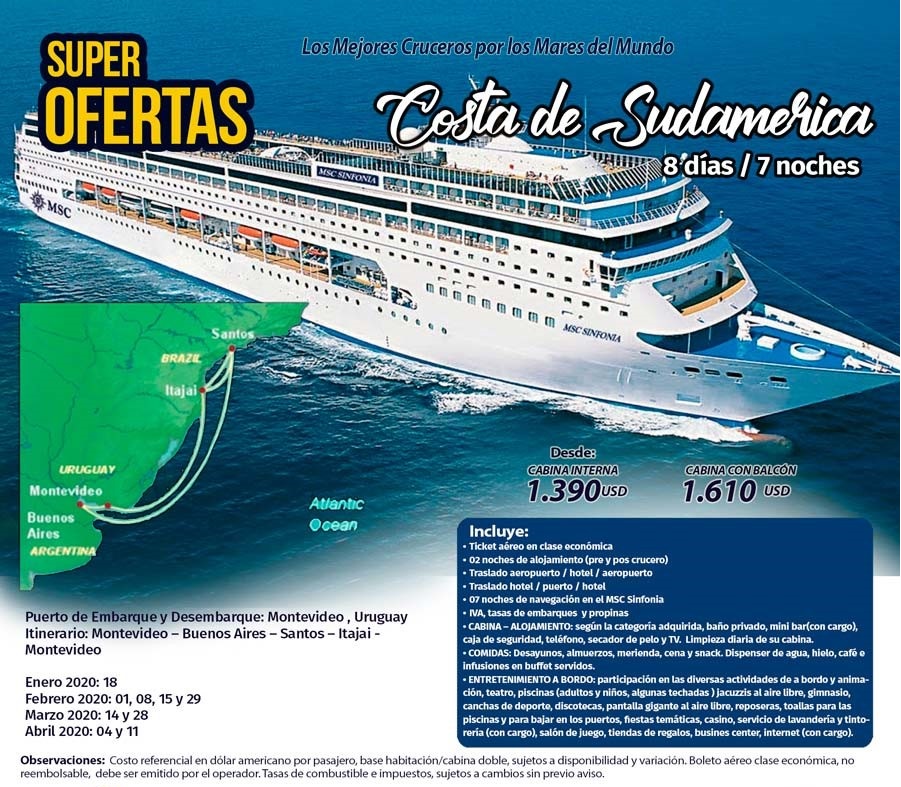 SUPER
OFERTAS
Los Mejores Cruceros por los Mares del Mundo
Costa de Sudamerica
8 días / 7 noches
MSC SINFONIA
MSC
MSC SINFONIA
Santos
BRAZIL
Itajai
URUGUAY
Montevideo
Buenos
Aires
ARGENTINA
Atlantic
Ocean
Desde:
CABINA INTERNA
1.390USD
CABINA CON BALCÓN
1.610 USD
Incluye:
• Ticket aéreo en clase económica
• 02 noches de alojamiento (pre y pos crucero)
• Traslado aeropuerto / hotel / aeropuerto
• Traslado hotel / puerto / hotel
• 07 noches de navegación en el MSC Sinfonia
• IVA, tasas de embarques y propinas
• CABINA – ALOJAMIENTO: según la categoría adquirida, baño privado, mini bar(con cargo),
caja de seguridad, teléfono, secador de pelo y TV. Limpieza diaria de su cabina.
• COMIDAS: Desayunos, almuerzos, merienda, cena y snack. Dispenser de agua, hielo, café e
infusiones en buffet servidos.
• ENTRETENIMIENTO A BORDO: participación en las diversas actividades de a bordo y anima-
ción, teatro, piscinas (adultos y niños, algunas techadas ) jacuzzis al aire libre, gimnasio,
canchas de deporte, discotecas, pantalla gigante al aire libre, reposeras, toallas para las
piscinas y para bajar en los puertos, fiestas temáticas, casino, servicio de lavandería y tinto-
rería (con cargo), salón de juego, tiendas de regalos, busines center, internet (con cargo).
Puerto de Embarque y Desembarque: Montevideo , Uruguay
Itinerario: Montevideo – Buenos Aires – Santos – Itajai -
Montevideo
Enero 2020: 18
Febrero 2020: 01, 08, 15 y 29
Marzo 2020: 14 y 28
Abril 2020: 04 y 11
Observaciones: Costo referencial en dólar americano por pasajero, base habitación/cabina doble, sujetos a disponibilidad y variación. Boleto aéreo clase económica, no
reembolsable, debe ser emitido por el operador. Tasas de combustible e impuestos, sujetos a cambios sin previo aviso.